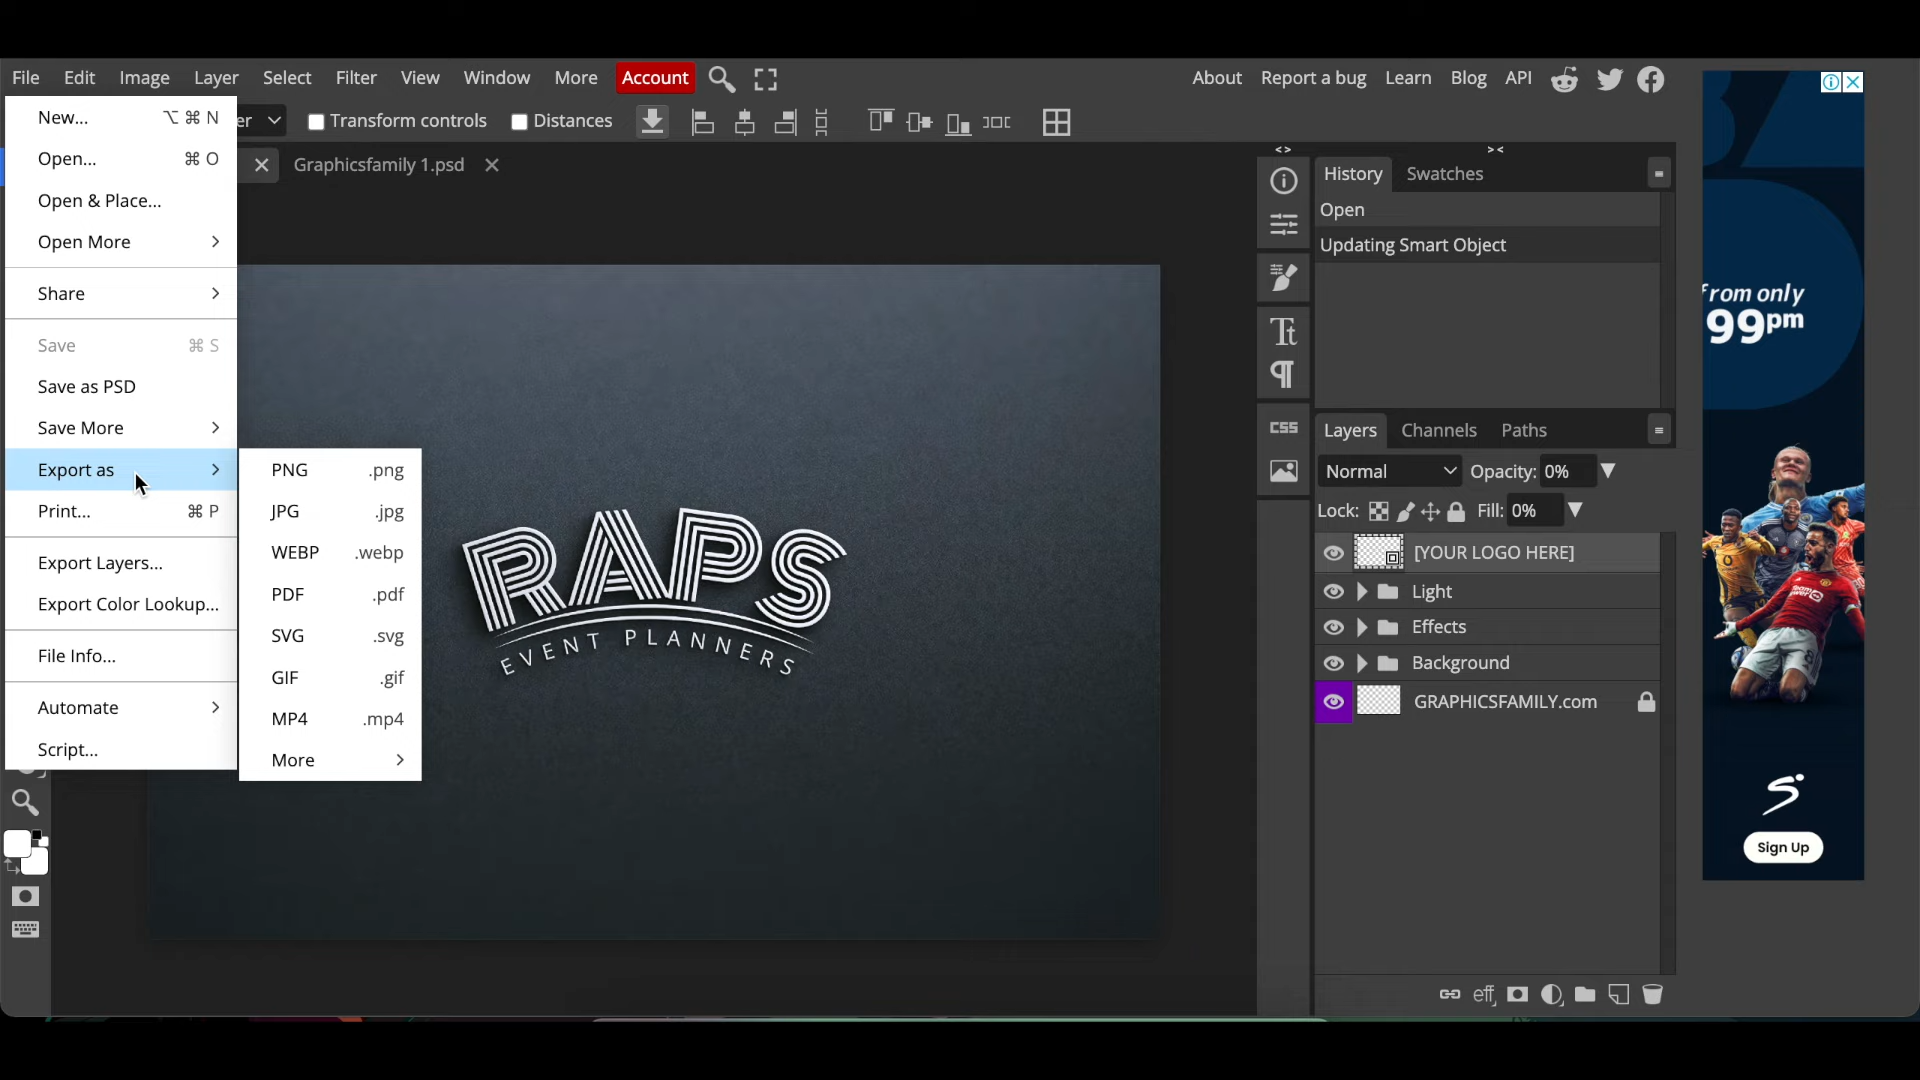 File Edit Image Layer Select Filter View Window More Account About Report a bug Learn Blog API
er Transform controls Distances
Graphicsfamily 1.psd
New... ⌥ ⌘ N
Open... ⌘ O
Open & Place...
Open More
Share
Save ⌘ S
Save as PSD
Save More
Export as
Print... ⌘ P
Export Layers...
Export Color Lookup...
File Info...
Automate
Script...
PNG .png
JPG .jpg
WEBP .webp
PDF .pdf
SVG .svg
GIF .gif
MP4 .mp4
More
RAPS
EVENT PLANNERS
<> ><
CSS
History Swatches
Open
Updating Smart Object
Layers Channels Paths
Normal Opacity: 0%
Lock: Fill: 0%
[YOUR LOGO HERE]
Light
Effects
Background
GRAPHICSFAMILY.com
eff
from only
99pm
Sign Up